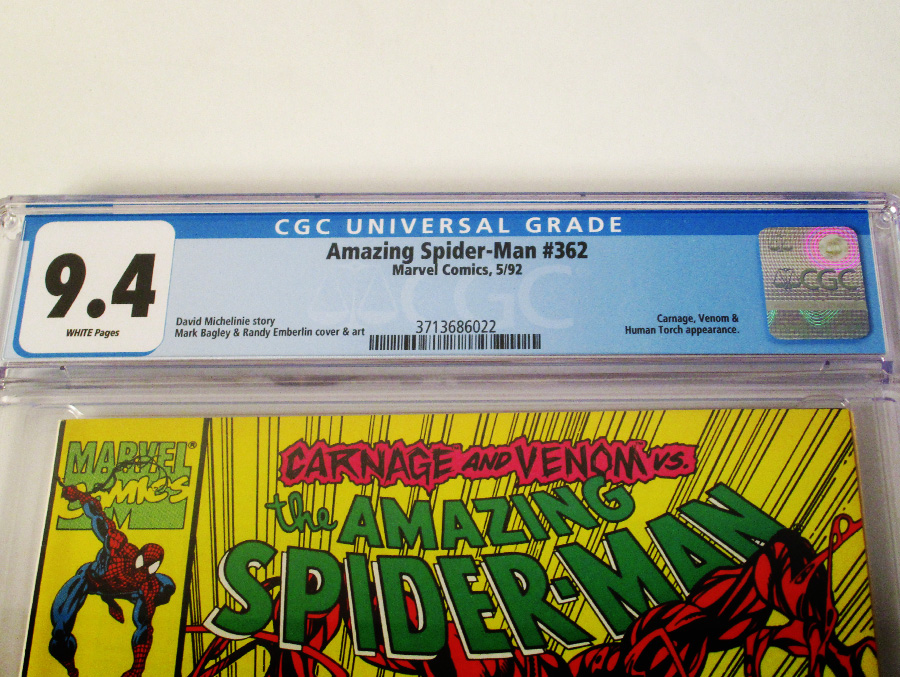 CGC UNIVERSAL GRADE
Amazing Spider-Man #362
Marvel Comics, 5/92
9.4
WHITE Pages
David Michelinie story
Mark Bagley & Randy Emberlin cover & art
3713686022
Carnage, Venom &
Human Torch appearance.
CGC
CGC
MARVEL®
COMICS
CARNAGE AND VENOM VS.
the AMAZING
SPIDER-MAN